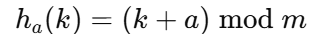 h_a(k) = (k + a) mod m